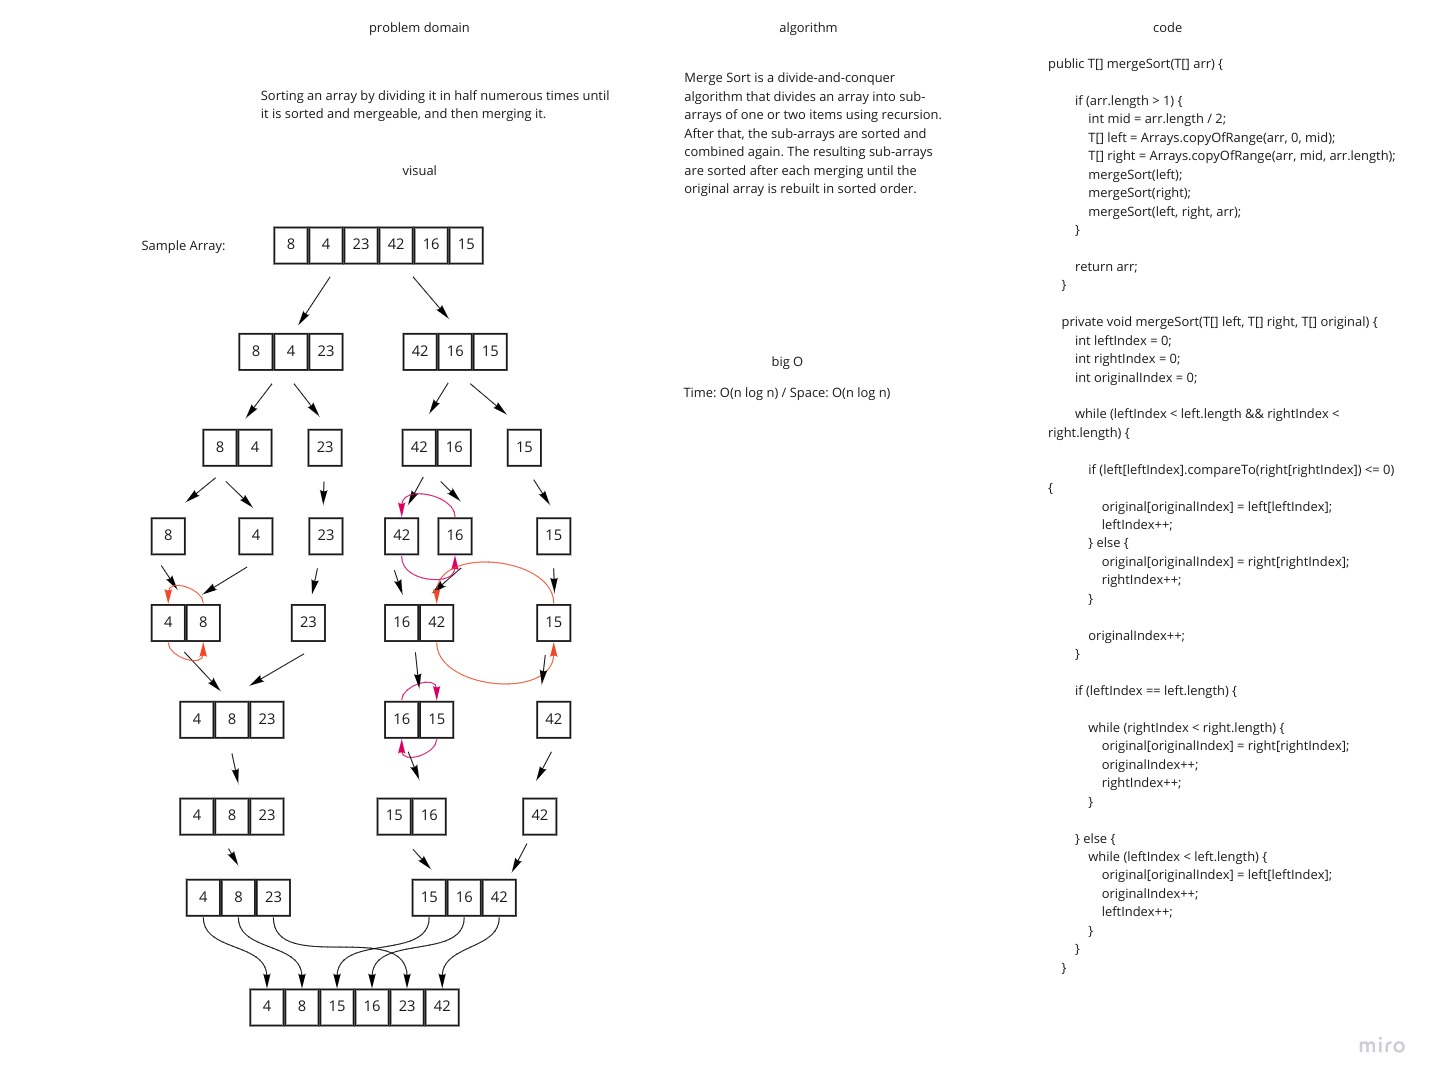 problem domain
Sorting an array by dividing it in half numerous times until
it is sorted and mergeable, and then merging it.
visual
Sample Array:
8 4 23 42 16 15
8 4 23 42 16 15
8 4 23 42 16 15
8 4 23 42 16 15
4 8 23 16 42 15
4 8 23 16 15 42
4 8 23 15 16 42
4 8 23 15 16 42
4 8 15 16 23 42
algorithm
Merge Sort is a divide-and-conquer
algorithm that divides an array into sub-
arrays of one or two items using recursion.
After that, the sub-arrays are sorted and
combined again. The resulting sub-arrays
are sorted after each merging until the
original array is rebuilt in sorted order.
big O
Time: O(n log n) / Space: O(n log n)
code
public T[] mergeSort(T[] arr) {
if (arr.length > 1) {
int mid = arr.length / 2;
T[] left = Arrays.copyOfRange(arr, 0, mid);
T[] right = Arrays.copyOfRange(arr, mid, arr.length);
mergeSort(left);
mergeSort(right);
mergeSort(left, right, arr);
}
return arr;
}
private void mergeSort(T[] left, T[] right, T[] original) {
int leftIndex = 0;
int rightIndex = 0;
int originalIndex = 0;
while (leftIndex < left.length && rightIndex <
right.length) {
if (left[leftIndex].compareTo(right[rightIndex]) <= 0)
{
original[originalIndex] = left[leftIndex];
leftIndex++;
} else {
original[originalIndex] = right[rightIndex];
rightIndex++;
}
originalIndex++;
}
if (leftIndex == left.length) {
while (rightIndex < right.length) {
original[originalIndex] = right[rightIndex];
originalIndex++;
rightIndex++;
}
} else {
while (leftIndex < left.length) {
original[originalIndex] = left[leftIndex];
originalIndex++;
leftIndex++;
}
}
}
miro